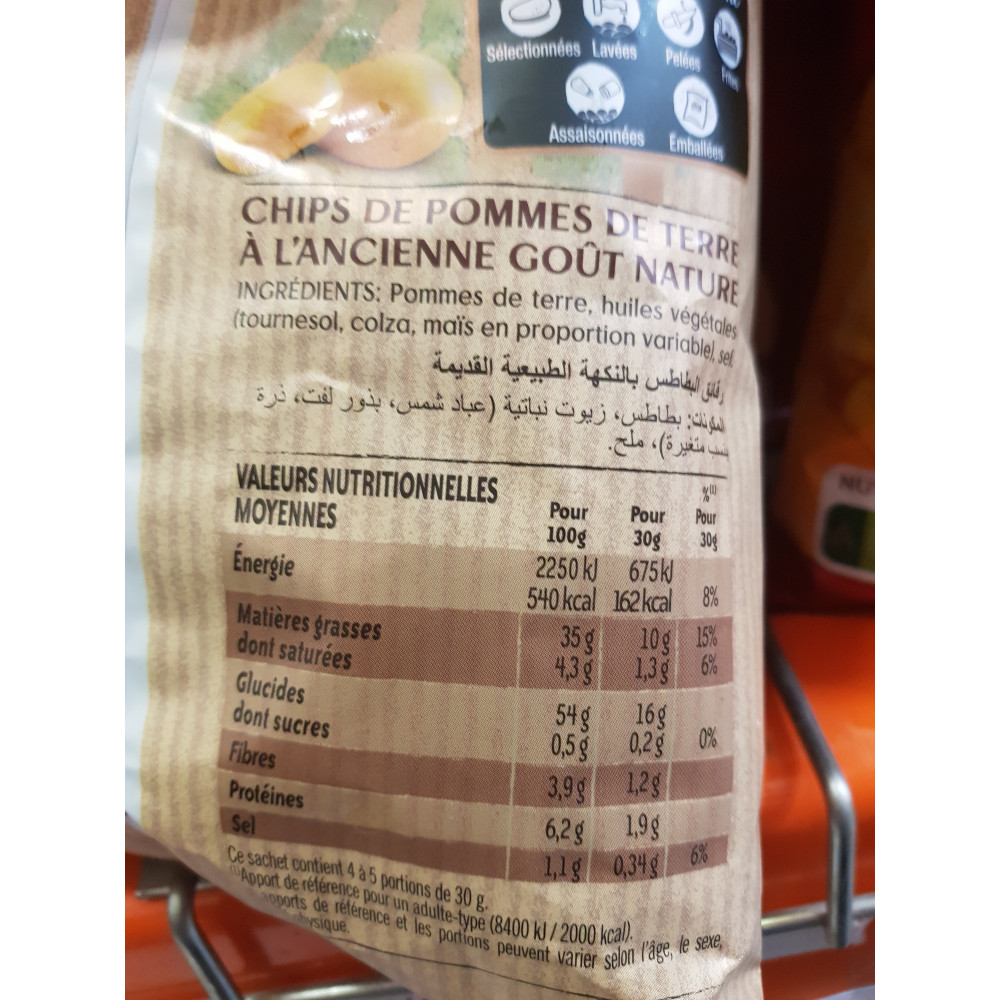 Sélectionnées Lavées Pelées Frites
Assaisonnées Emballées
CHIPS DE POMMES DE TERRE
À L'ANCIENNE GOÛT NATURE
INGRÉDIENTS: Pommes de terre, huiles végétales
(tournesol, colza, maïs en proportion variable), sel.
رقائق البطاطس بالنكهة الطبيعية القديمة
المكونات: بطاطس، زيوت نباتية (عباد شمس، بذور لفت، ذرة
بنسب متغيرة)، ملح.
VALEURS NUTRITIONNELLES
MOYENNES
Pour 100g Pour 30g %(1) Pour 30g
Énergie 2250 kJ 675 kJ
540 kcal 162 kcal 8%
Matières grasses 35 g 10 g 15%
dont saturées 4,3 g 1,3 g 6%
Glucides 54 g 16 g
dont sucres 0,5 g 0,2 g 0%
Fibres 3,9 g 1,2 g
Protéines 6,2 g 1,9 g
Sel 1,1 g 0,34 g 6%
Ce sachet contient 4 à 5 portions de 30 g.
(1)Apport de référence pour un adulte-type (8400 kJ / 2000 kcal).
de référence et les portions peuvent varier selon l'âge, le sexe,
physique.
NU